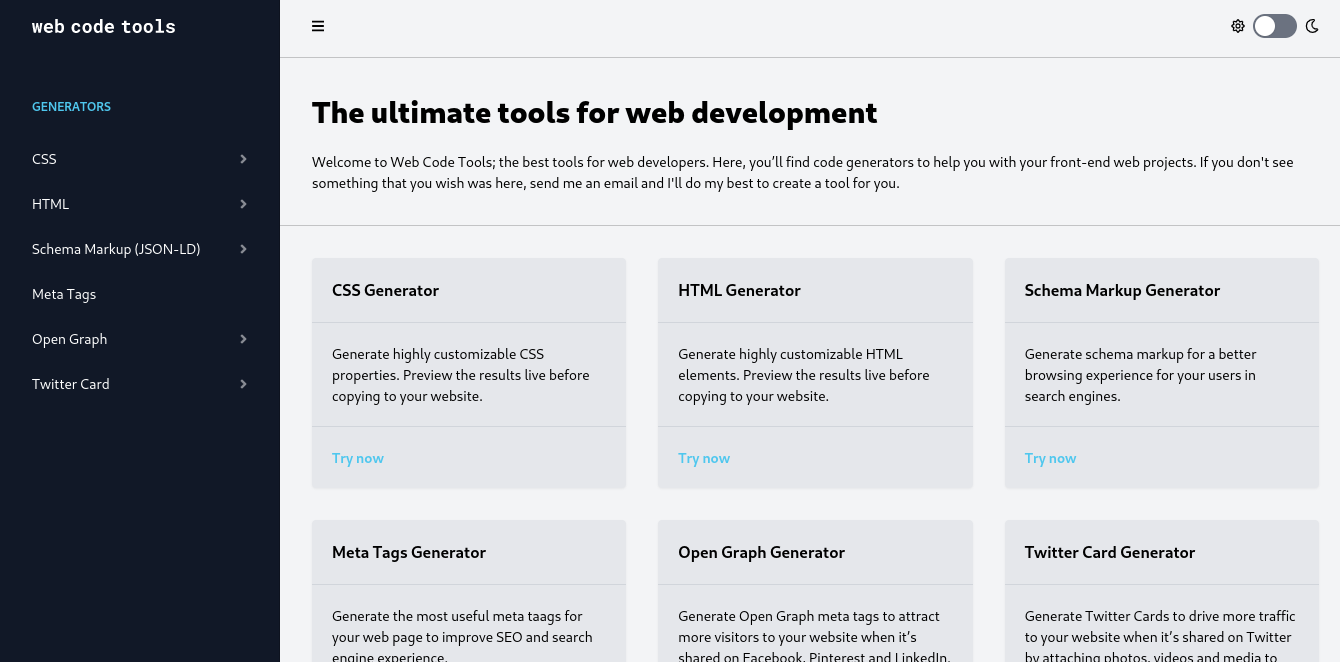 web code tools
GENERATORS
CSS
HTML
Schema Markup (JSON-LD)
Meta Tags
Open Graph
Twitter Card
The ultimate tools for web development
Welcome to Web Code Tools; the best tools for web developers. Here, you’ll find code generators to help you with your front-end web projects. If you don't see
something that you wish was here, send me an email and I'll do my best to create a tool for you.
CSS Generator
Generate highly customizable CSS
properties. Preview the results live before
copying to your website.
Try now
HTML Generator
Generate highly customizable HTML
elements. Preview the results live before
copying to your website.
Try now
Schema Markup Generator
Generate schema markup for a better
browsing experience for your users in
search engines.
Try now
Meta Tags Generator
Generate the most useful meta taags for
your web page to improve SEO and search
engine experience.
Open Graph Generator
Generate Open Graph meta tags to attract
more visitors to your website when it’s
shared on Facebook, Pinterest and LinkedIn.
Twitter Card Generator
Generate Twitter Cards to drive more traffic
to your website when it’s shared on Twitter
by attaching photos, videos and media to